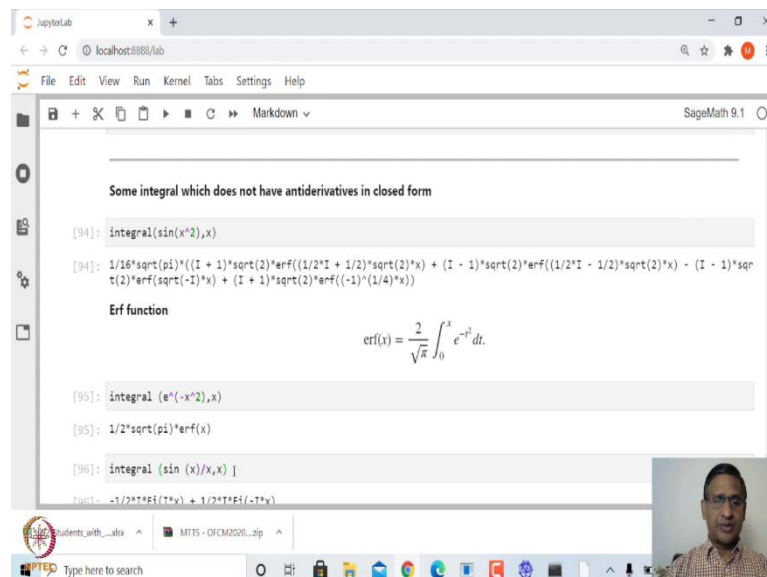 JupyterLab
localhost:8888/lab
M
File Edit View Run Kernel Tabs Settings Help
Markdown
SageMath 9.1
Some integral which does not have antiderivatives in closed form
[94]: integral(sin(x^2),x)
[94]: 1/16*sqrt(pi)*((I + 1)*sqrt(2)*erf((1/2*I + 1/2)*sqrt(2)*x) + (I - 1)*sqrt(2)*erf((1/2*I - 1/2)*sqrt(2)*x) - (I - 1)*sqr
t(2)*erf(sqrt(-I)*x) + (I + 1)*sqrt(2)*erf((-1)^(1/4)*x))
Erf function
erf(x) = \frac{2}{\sqrt{π}} \int_0^x e^{-t^2} dt.
[95]: integral (e^(-x^2),x)
[95]: 1/2*sqrt(pi)*erf(x)
[96]: integral (sin (x)/x,x)
[96]: -1/2*I*Ei(I*x) + 1/2*I*Ei(-I*x)
Students_with_....xlsx
MTTS - OFCM2020....zip
NPTEL
Type here to search